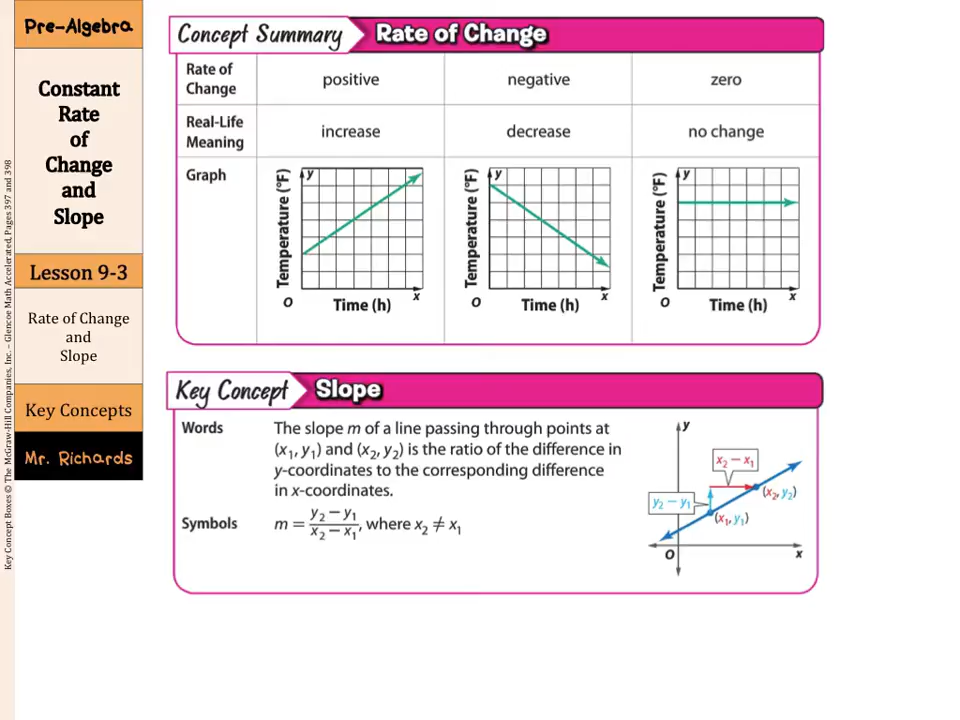 Pre-Algebra
Constant
Rate
of
Change
and
Slope
Lesson 9-3
Rate of Change
and
Slope
Key Concepts
Mr. Richards
Key Concept Boxes © The McGraw-Hill Companies, Inc. – Glencoe Math Accelerated, Pages 397 and 398
Concept Summary Rate of Change
Rate of
Change
positive
negative
zero
Real-Life
Meaning
increase
decrease
no change
Graph
Temperature (°F)
y
O
x
Time (h)
Temperature (°F)
y
O
x
Time (h)
Temperature (°F)
y
O
x
Time (h)
Key Concept Slope
Words
The slope m of a line passing through points at
(x₁, y₁) and (x₂, y₂) is the ratio of the difference in
y-coordinates to the corresponding difference
in x-coordinates.
Symbols
m = (y₂ − y₁)/(x₂ − x₁), where x₂ ≠ x₁
y
x₂ − x₁
(x₂, y₂)
y₂ − y₁
(x₁, y₁)
O
x